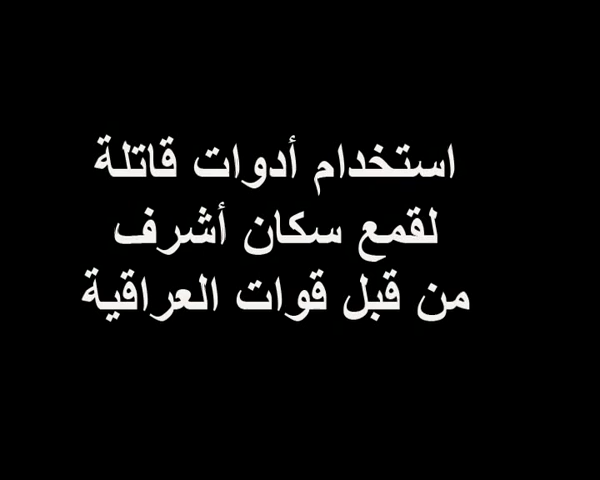 استخدام أدوات قاتلة
لقمع سكان أشرف
من قبل قوات العراقية